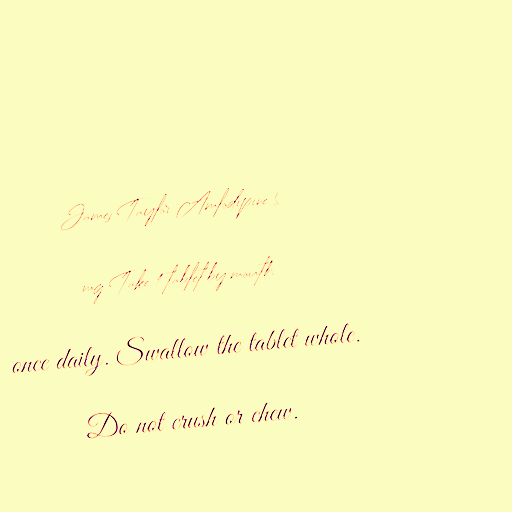 James Taylor Amlodipine
mg Take 1 tablet by mouth
once daily. Swallow the tablet whole.
Do not crush or chew.